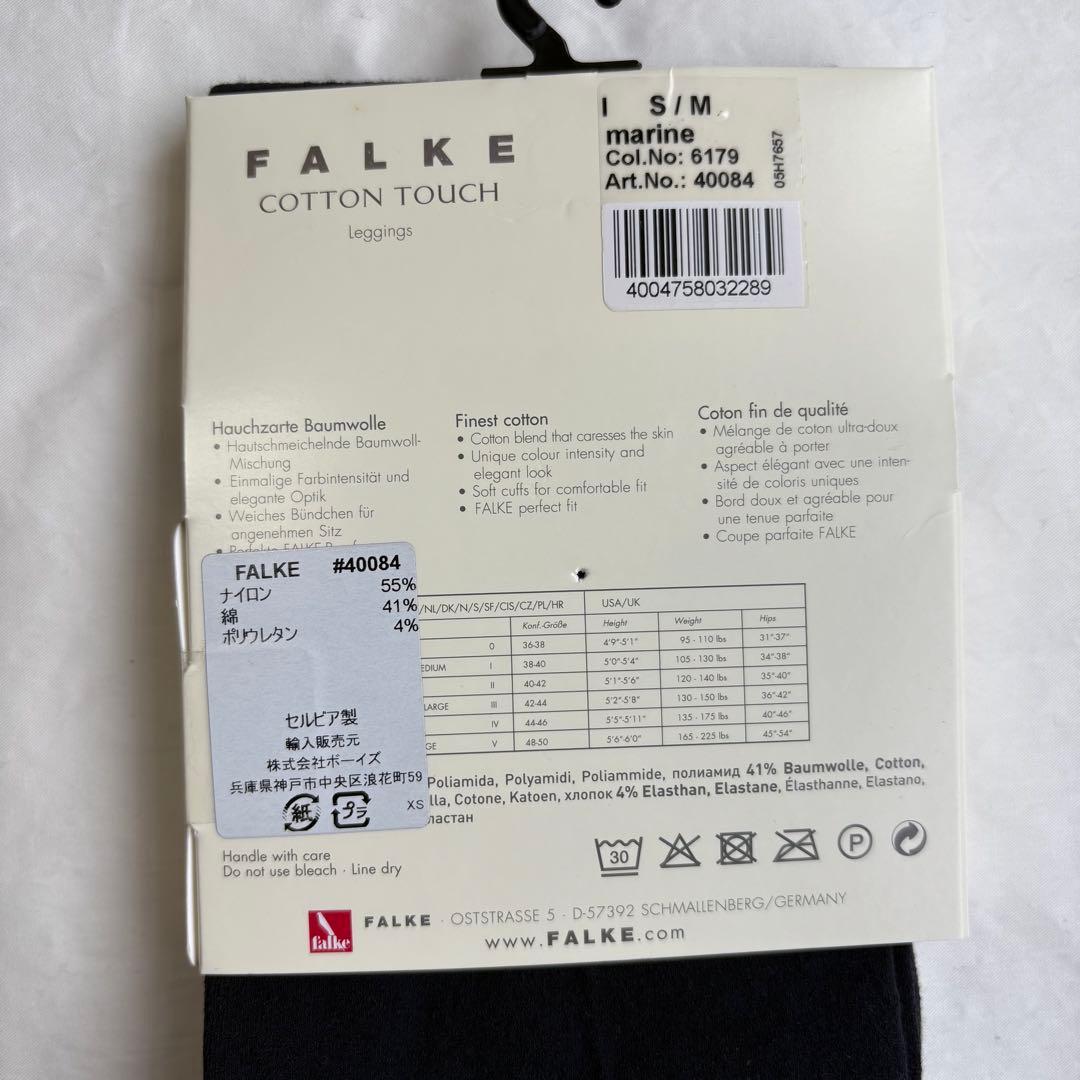 FALKE
COTTON TOUCH
Leggings
I S/M
marine
Col.No: 6179
Art.No.: 40084
05H7657
4004758032289
Hauchzarte Baumwolle
• Hautschmeichelnde Baumwoll-
Mischung
• Einmalige Farbintensität und
elegante Optik
• Weiches Bündchen für
angenehmen Sitz
Finest cotton
• Cotton blend that caresses the skin
• Unique colour intensity and
elegant look
• Soft cuffs for comfortable fit
• FALKE perfect fit
Coton fin de qualité
• Mélange de coton ultra-doux
agréable à porter
• Aspect élégant avec une inten-
sité de coloris uniques
• Bord doux et agréable pour
une tenue parfaite
• Coupe parfaite FALKE
FALKE #40084
ナイロン 55%
綿 41%
ポリウレタン 4%
セルビア製
輸入販売元
株式会社ボーイズ
兵庫県神戸市中央区浪花町59
紙 プラ XS
/NL/DK/N/S/SF/CIS/CZ/PL/HR USA/UK
Konf.-Größe Height Weight Hips
0 36-38 4'9"-5'1" 95 - 110 lbs 31"-37"
EDIUM I 38-40 5'0"-5'4" 105 - 130 lbs 34"-38"
II 40-42 5'1"-5'6" 120 - 140 lbs 35"-40"
LARGE III 42-44 5'2"-5'8" 130 - 150 lbs 36"-42"
IV 44-46 5'5"-5'11" 135 - 175 lbs 40"-46"
GE V 48-50 5'6"-6'0" 165 - 225 lbs 45"-54"
Poliamida, Polyamidi, Poliammide, полиамид 41% Baumwolle, Cotton,
lla, Cotone, Katoen, хлопок 4% Elasthan, Elastane, Élasthanne, Elastano,
ластан
Handle with care
Do not use bleach · Line dry
30
P
falke
FALKE · OSTSTRASSE 5 · D-57392 SCHMALLENBERG/GERMANY
www.FALKE.com